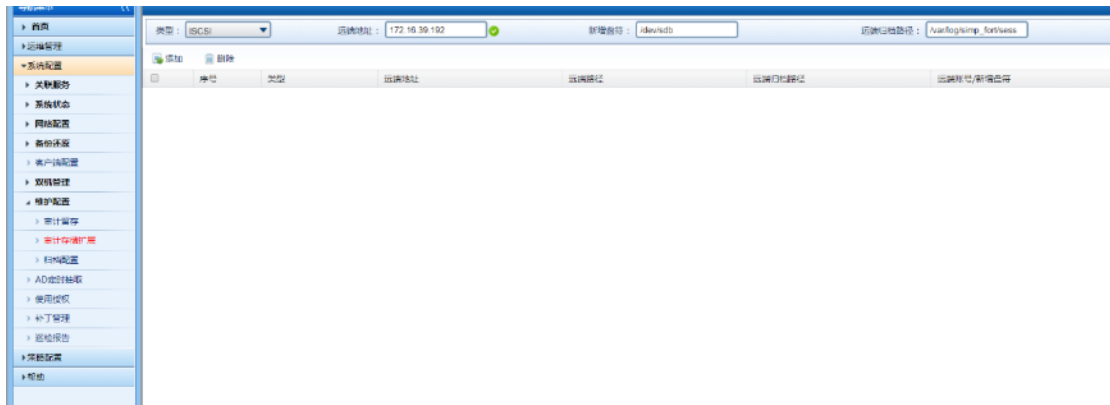 首页
运维管理
系统配置
关联服务
系统状态
网络配置
备份还原
客户端配置
双机管理
维护配置
审计留存
审计存储扩展
归档配置
AD定时抽取
使用授权
补丁管理
巡检报告
策略配置
帮助
类型： ISCSI 远端地址： 172.16.39.192 新增盘符： /dev/sdb 远端归档路径： /var/log/simp_fort/sess
添加 删除
序号 类型 远端地址 远端路径 远端归档路径 远端账号/新增盘符